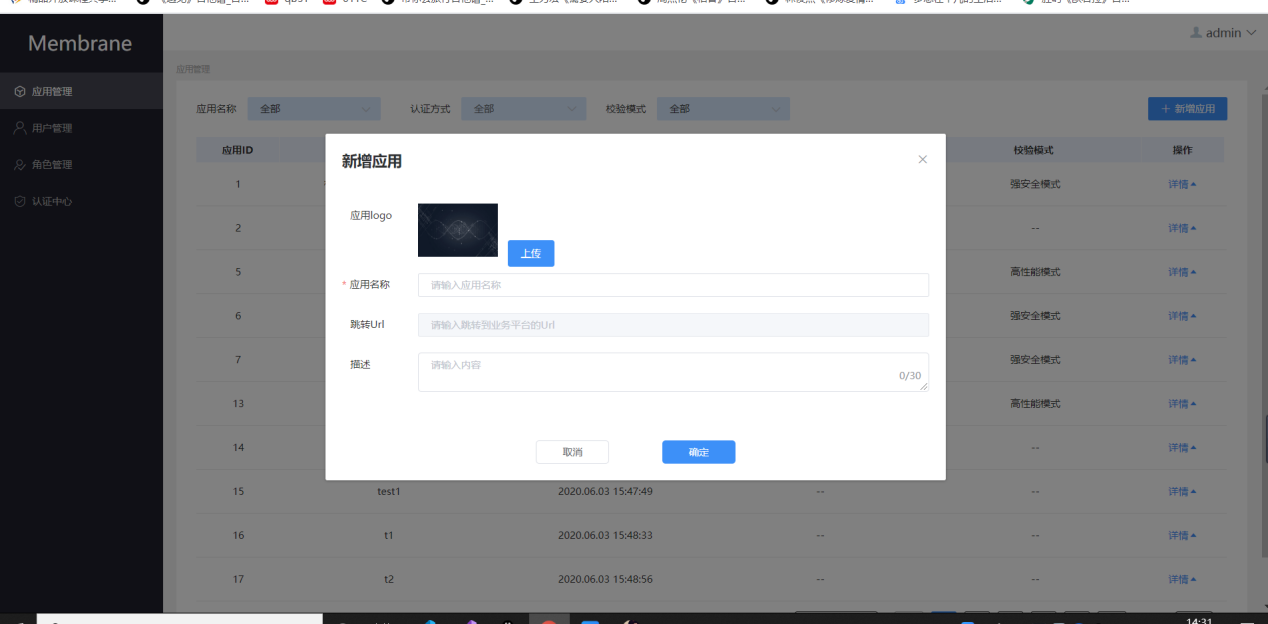 Membrane
admin
应用管理
应用管理
用户管理
角色管理
认证中心
应用名称 全部 认证方式 全部 校验模式 全部 + 新增应用
应用ID 校验模式 操作
1 强安全模式 详情
2 -- 详情
5 高性能模式 详情
6 强安全模式 详情
7 强安全模式 详情
13 高性能模式 详情
14 -- 详情
15 test1 2020.06.03 15:47:49 -- -- 详情
16 t1 2020.06.03 15:48:33 -- -- 详情
17 t2 2020.06.03 15:48:56 -- -- 详情
新增应用
应用logo
上传
* 应用名称 请输入应用名称
跳转Url 请输入跳转到业务平台的Url
描述 请输入内容
0/30
取消 确定
14:31